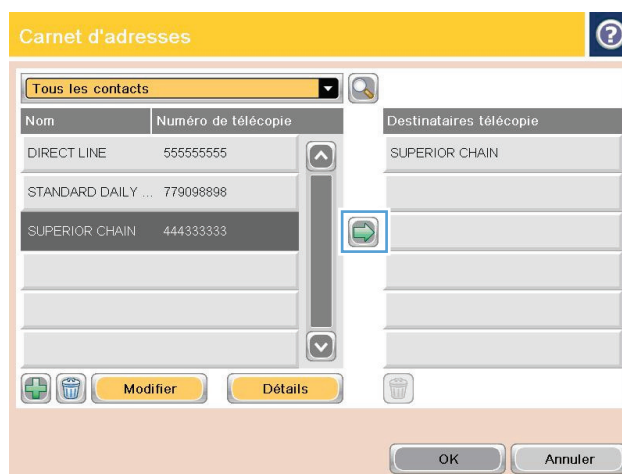 Carnet d'adresses
?
Tous les contacts
Nom Numéro de télécopie Destinataires télécopie
DIRECT LINE 555555555 SUPERIOR CHAIN
STANDARD DAILY ... 779098898
SUPERIOR CHAIN 444333333
Modifier Détails
OK Annuler